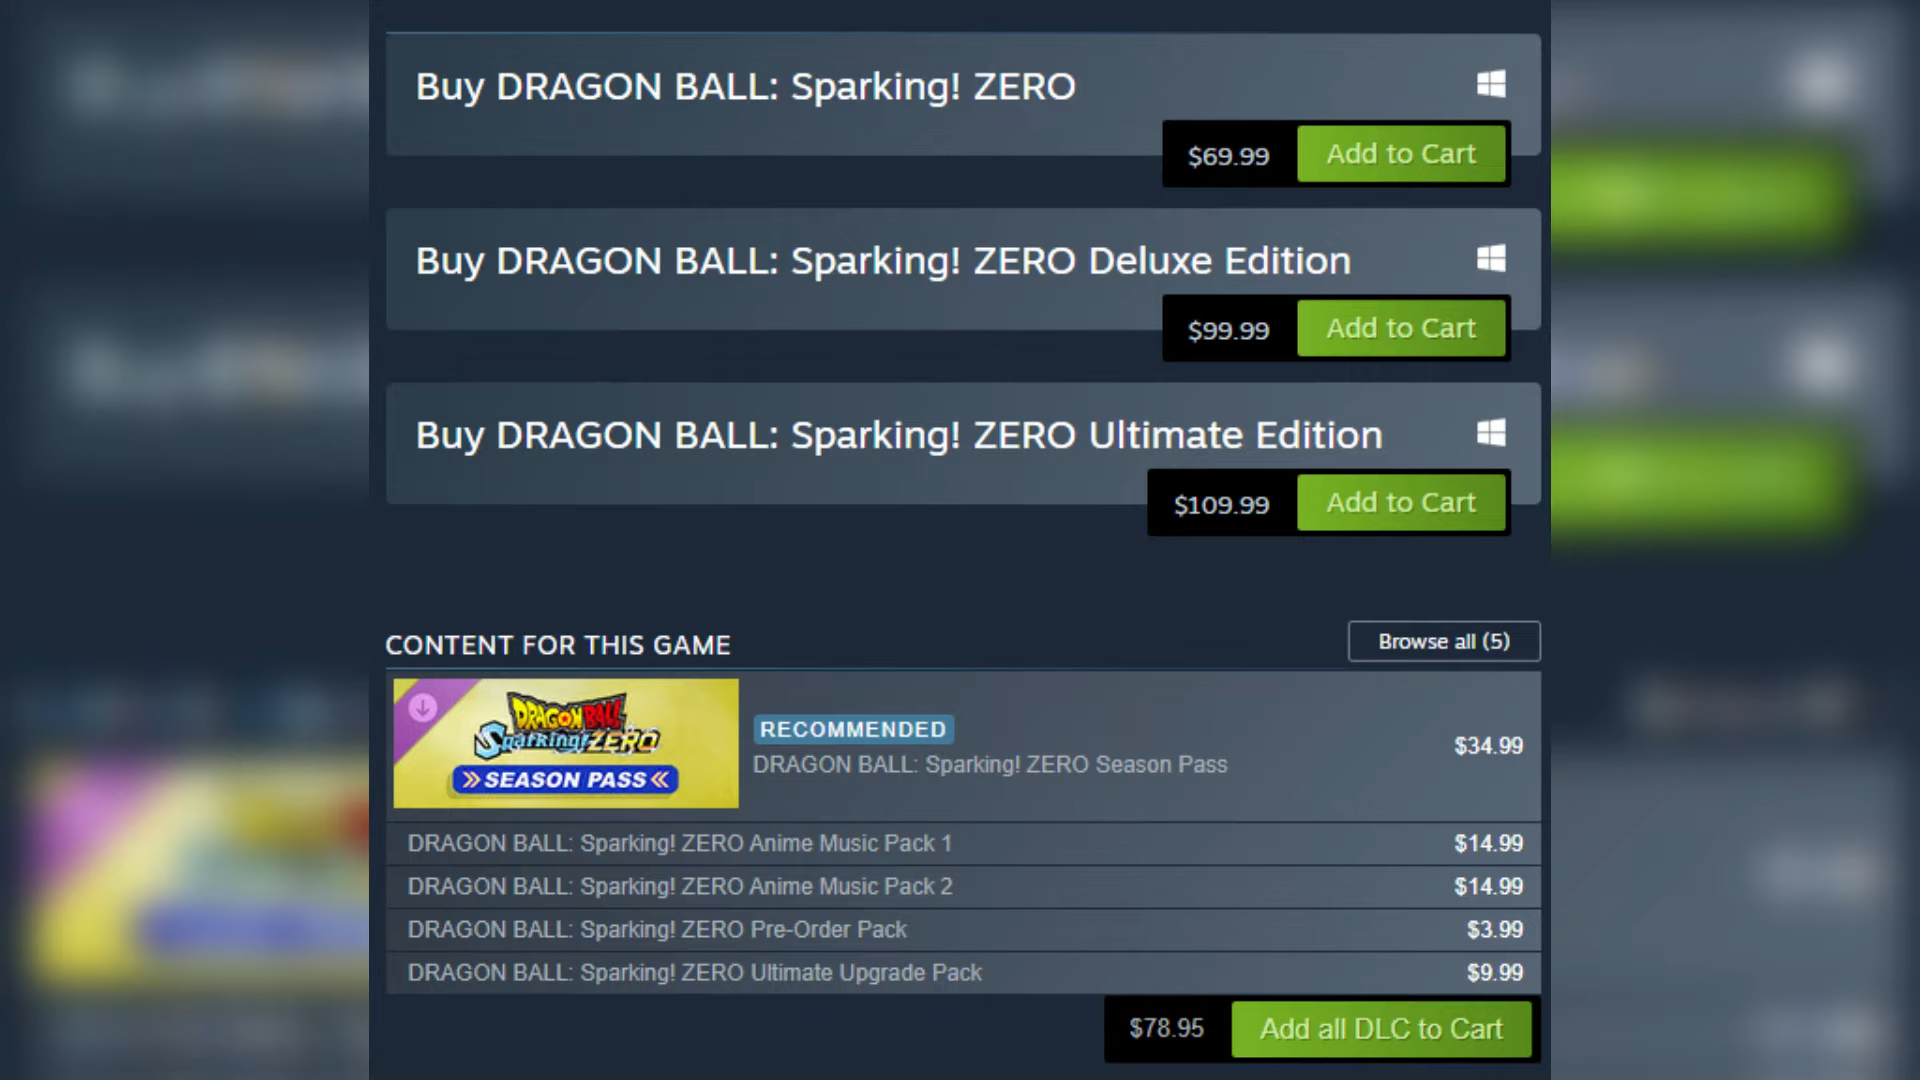 Buy DRAGON BALL: Sparking! ZERO
$69.99 Add to Cart
Buy DRAGON BALL: Sparking! ZERO Deluxe Edition
$99.99 Add to Cart
Buy DRAGON BALL: Sparking! ZERO Ultimate Edition
$109.99 Add to Cart
CONTENT FOR THIS GAME Browse all (5)
DRAGON BALL
Sparking! ZERO
SEASON PASS
RECOMMENDED
DRAGON BALL: Sparking! ZERO Season Pass $34.99
DRAGON BALL: Sparking! ZERO Anime Music Pack 1 $14.99
DRAGON BALL: Sparking! ZERO Anime Music Pack 2 $14.99
DRAGON BALL: Sparking! ZERO Pre-Order Pack $3.99
DRAGON BALL: Sparking! ZERO Ultimate Upgrade Pack $9.99
$78.95 Add all DLC to Cart